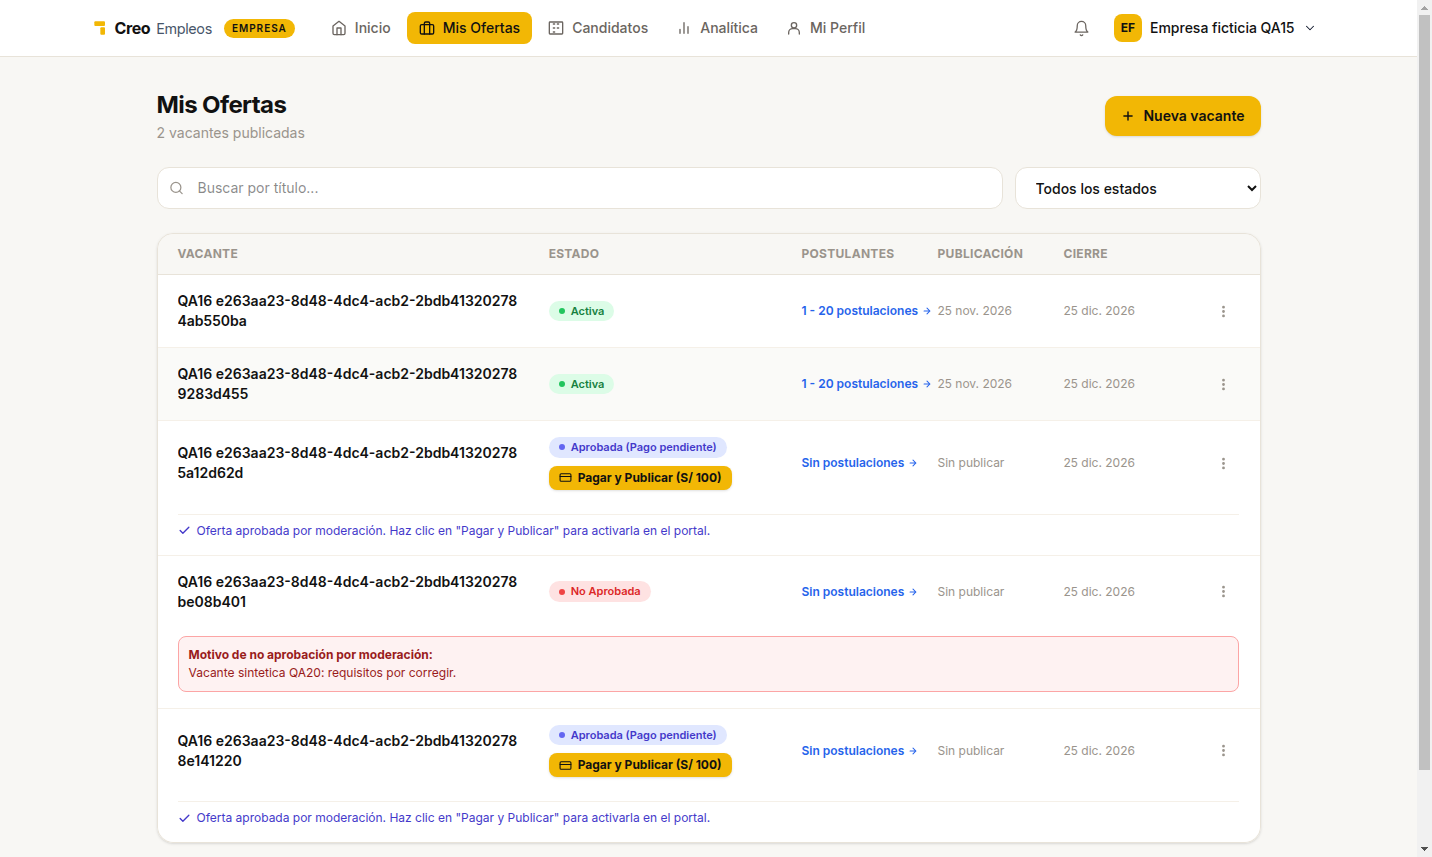 Creo Empleos EMPRESA Inicio Mis Ofertas Candidatos Analítica Mi Perfil EF Empresa ficticia QA15
Mis Ofertas
2 vacantes publicadas
+ Nueva vacante
Buscar por título...
Todos los estados
VACANTE ESTADO POSTULANTES PUBLICACIÓN CIERRE
QA16 e263aa23-8d48-4dc4-acb2-2bdb41320278
4ab550ba
Activa
1 - 20 postulaciones → 25 nov. 2026 25 dic. 2026
QA16 e263aa23-8d48-4dc4-acb2-2bdb41320278
9283d455
Activa
1 - 20 postulaciones → 25 nov. 2026 25 dic. 2026
QA16 e263aa23-8d48-4dc4-acb2-2bdb41320278
5a12d62d
Aprobada (Pago pendiente)
Pagar y Publicar (S/ 100)
Sin postulaciones → Sin publicar 25 dic. 2026
Oferta aprobada por moderación. Haz clic en "Pagar y Publicar" para activarla en el portal.
QA16 e263aa23-8d48-4dc4-acb2-2bdb41320278
be08b401
No Aprobada
Sin postulaciones → Sin publicar 25 dic. 2026
Motivo de no aprobación por moderación:
Vacante sintetica QA20: requisitos por corregir.
QA16 e263aa23-8d48-4dc4-acb2-2bdb41320278
8e141220
Aprobada (Pago pendiente)
Pagar y Publicar (S/ 100)
Sin postulaciones → Sin publicar 25 dic. 2026
Oferta aprobada por moderación. Haz clic en "Pagar y Publicar" para activarla en el portal.